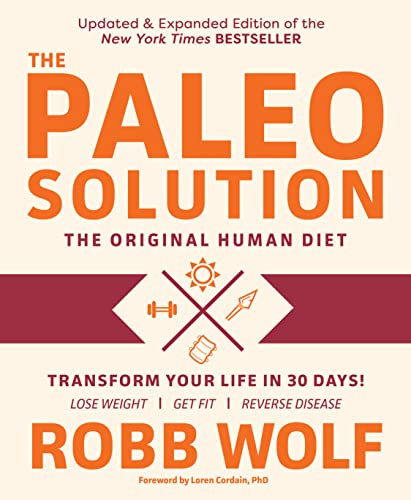 Updated & Expanded Edition of the
New York Times BESTSELLER
THE
PALEO
SOLUTION
THE ORIGINAL HUMAN DIET
TRANSFORM YOUR LIFE IN 30 DAYS!
LOSE WEIGHT | GET FIT | REVERSE DISEASE
ROBB WOLF
Foreword by Loren Cordain, PhD